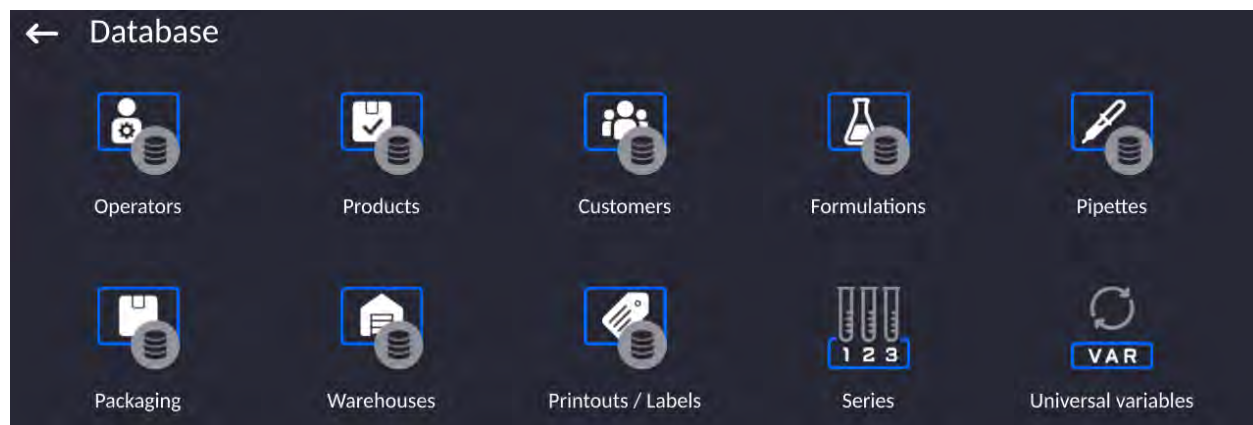 Database
Operators Products Customers Formulations Pipettes
1 2 3 VAR
Packaging Warehouses Printouts / Labels Series Universal variables